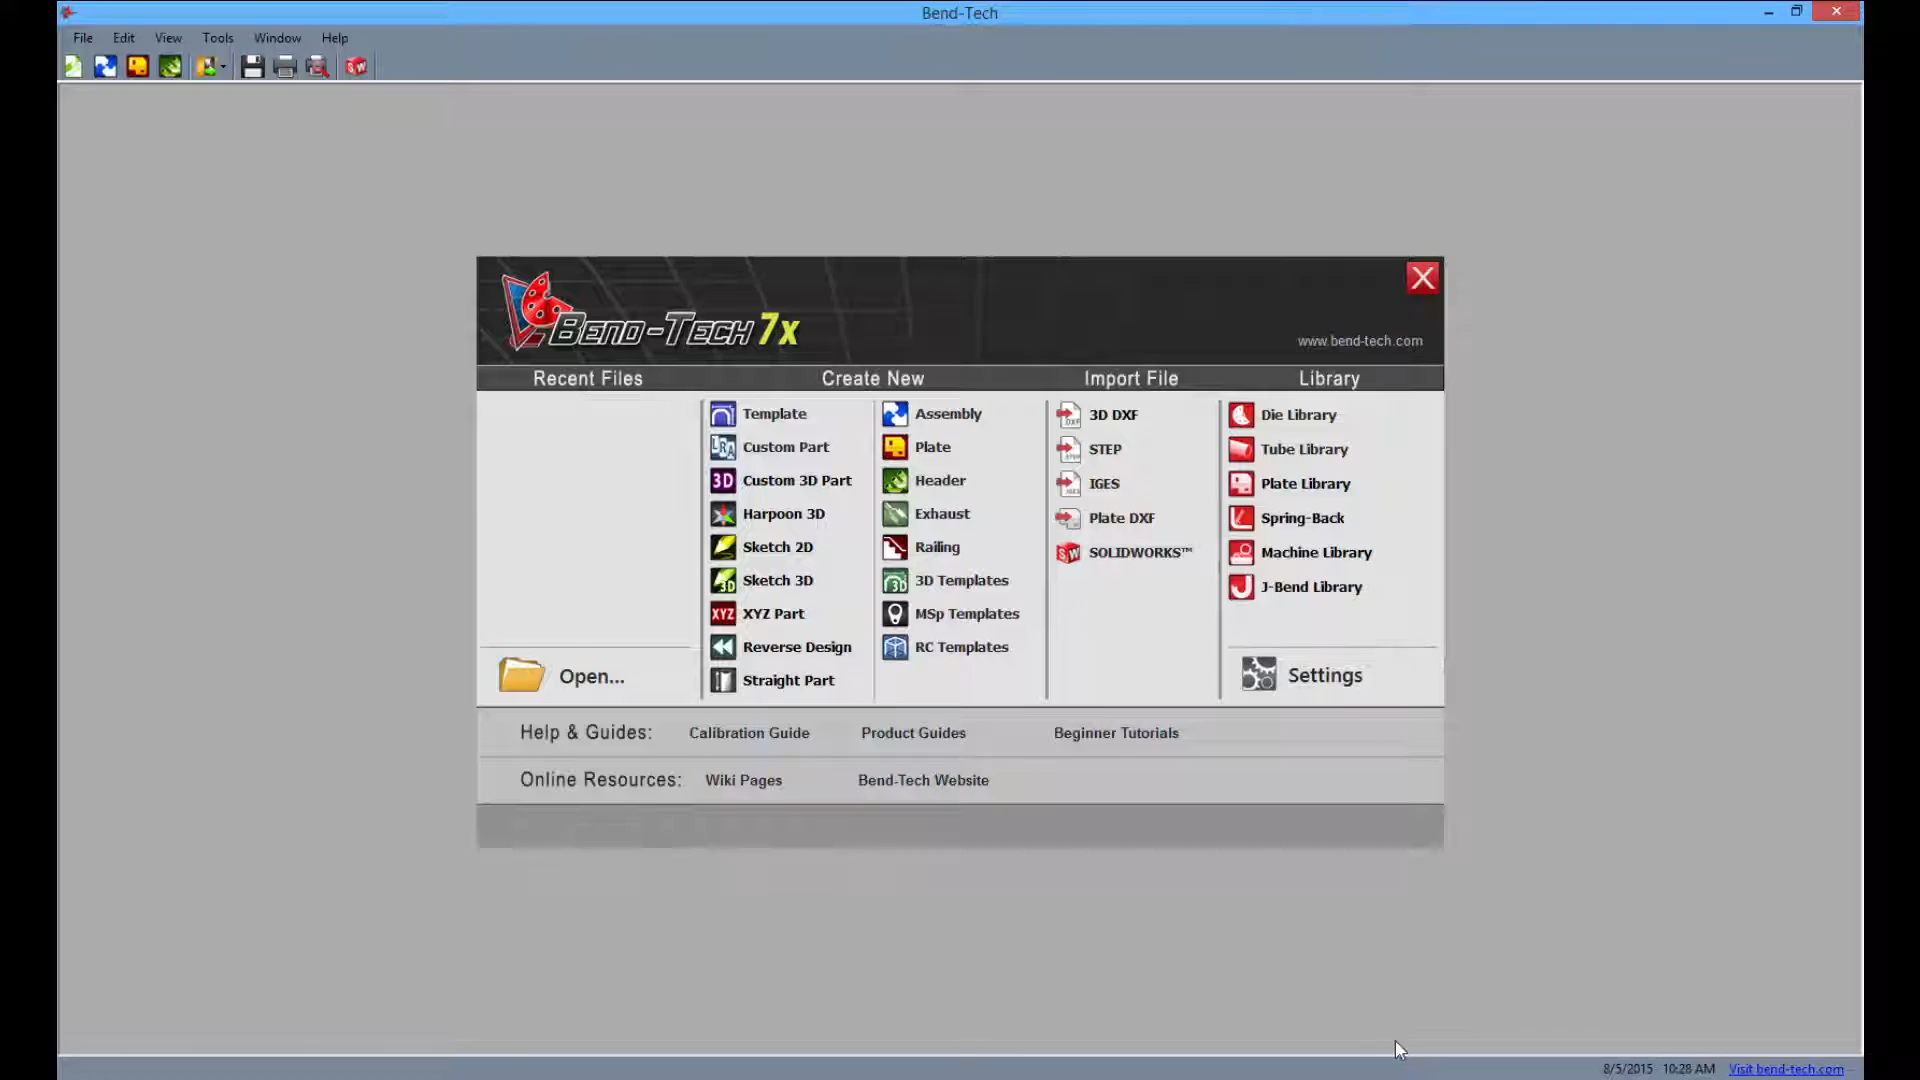 Bend-Tech
File Edit View Tools Window Help
BEND-TECH 7x
www.bend-tech.com
Recent Files Create New Import File Library
Template Assembly 3D DXF Die Library
Custom Part Plate STEP Tube Library
Custom 3D Part Header IGES Plate Library
Harpoon 3D Exhaust Plate DXF Spring-Back
Sketch 2D Railing SOLIDWORKS™ Machine Library
Sketch 3D 3D Templates J-Bend Library
XYZ Part MSp Templates
Reverse Design RC Templates
Open... Straight Part Settings
Help & Guides: Calibration Guide Product Guides Beginner Tutorials
Online Resources: Wiki Pages Bend-Tech Website
8/5/2015 10:28 AM Visit bend-tech.com